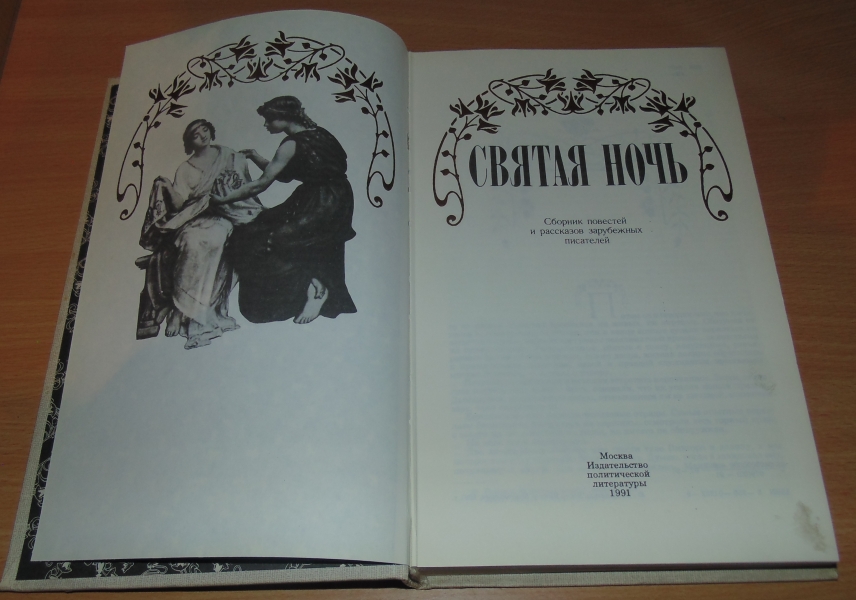 СВЯТАЯ НОЧЬ
Сборник повестей
и рассказов зарубежных
писателей
Москва
Издательство
политической
литературы
1991